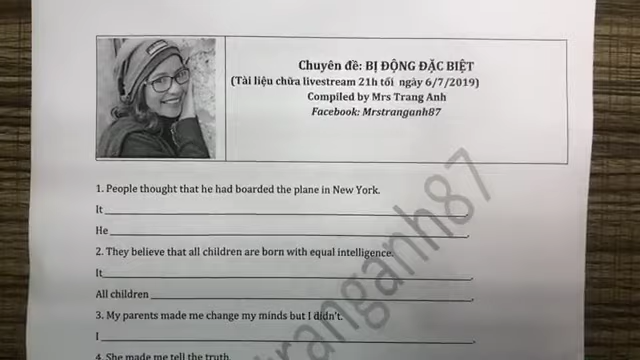 Chuyên đề: BỊ ĐỘNG ĐẶC BIỆT
(Tài liệu chữa livestream 21h tối ngày 6/7/2019)
Compiled by Mrs Trang Anh
Facebook: Mrstranganh87
1. People thought that he had boarded the plane in New York.
It
He
2. They believe that all children are born with equal intelligence.
It
All children
3. My parents made me change my minds but I didn't.
I
4. She made me tell the truth.
tranganh87